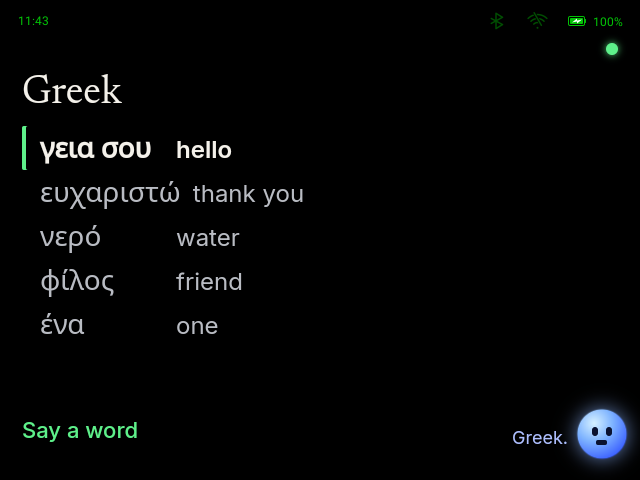 11:43 100%
Greek
γεια σου hello
ευχαριστώ thank you
νερό water
φίλος friend
ένα one
Say a word
Greek.